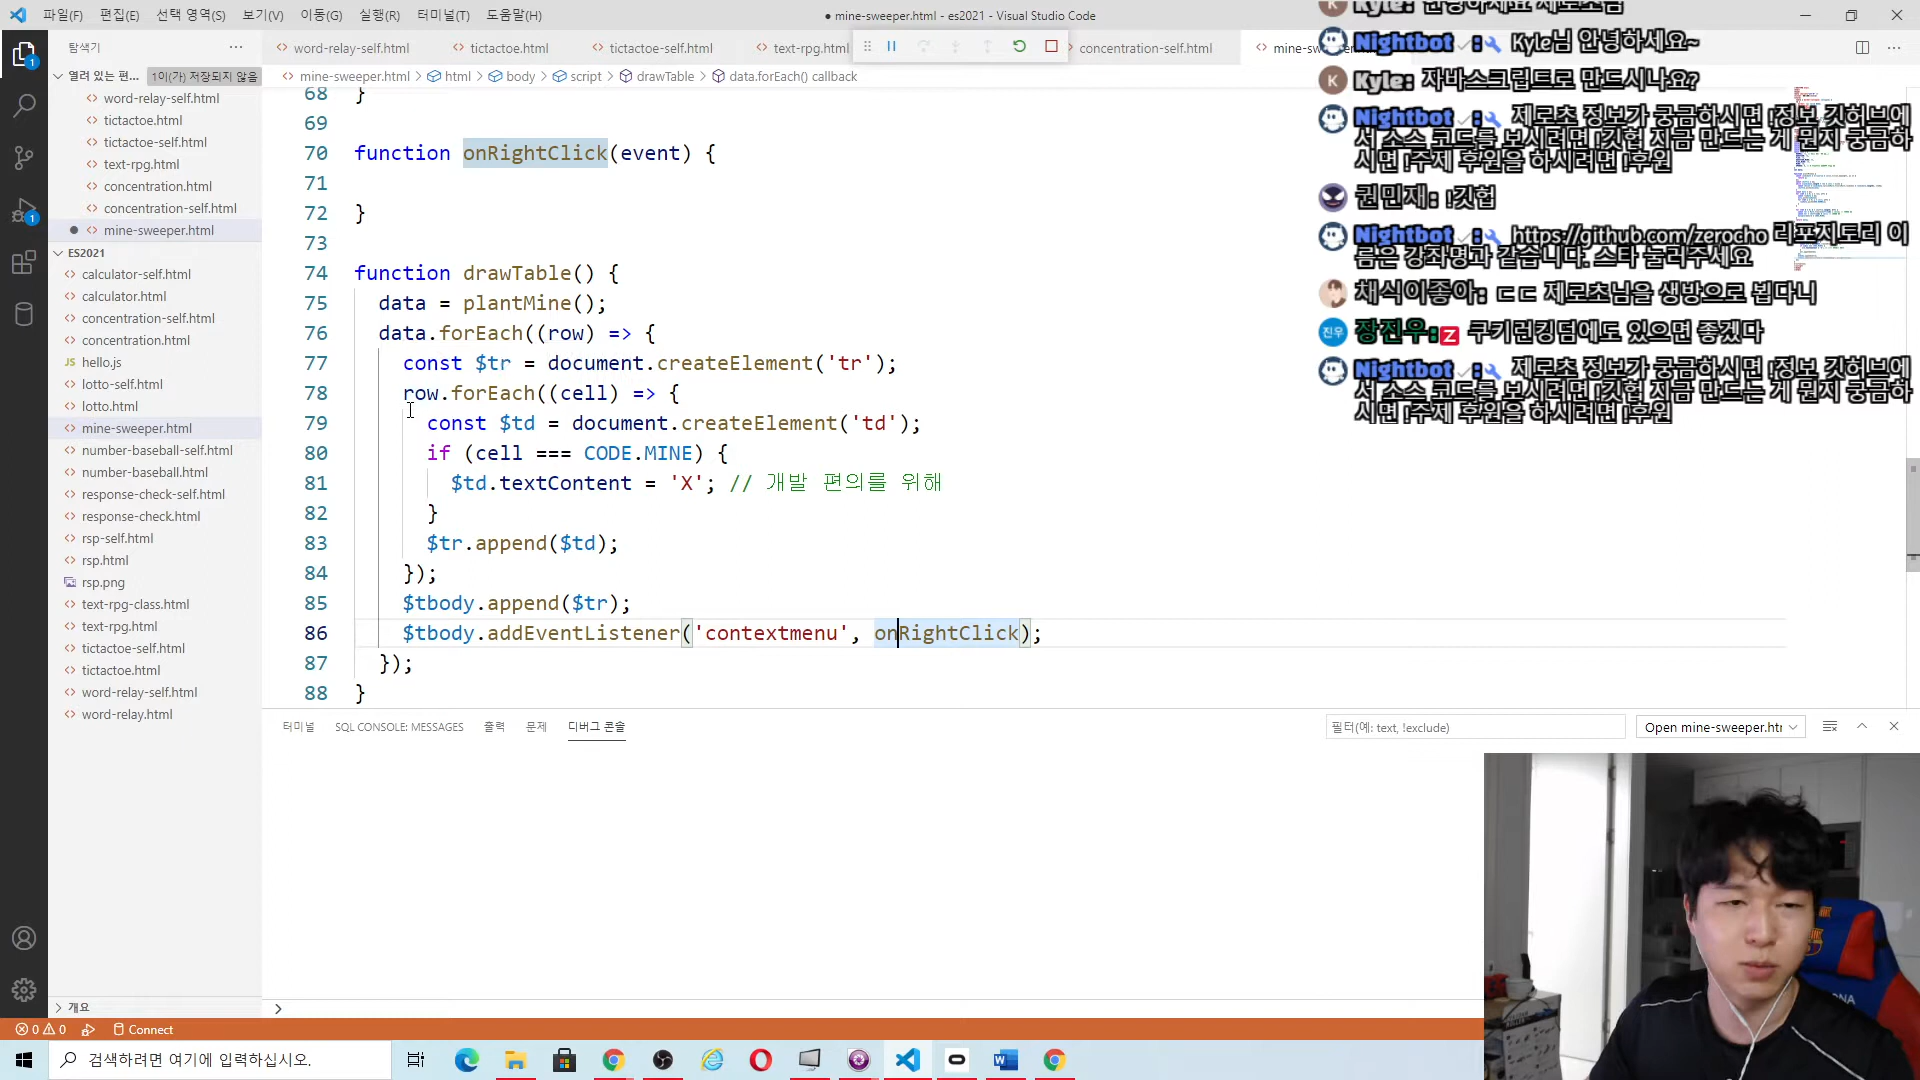 파일(F) 편집(E) 선택 영역(S) 보기(V) 이동(G) 실행(R) 터미널(T) 도움말(H)
● mine-sweeper.html - es2021 - Visual Studio Code
탐색기
word-relay-self.html tictactoe.html tictactoe-self.html text-rpg.html concentration-self.html
mine-sweeper.html > html > body > script > drawTable > data.forEach() callback
열려 있는 편... 1이(가) 저장되지 않음
word-relay-self.html
tictactoe.html
tictactoe-self.html
text-rpg.html
concentration.html
concentration-self.html
mine-sweeper.html
ES2021
calculator-self.html
calculator.html
concentration-self.html
concentration.html
JS hello.js
lotto-self.html
lotto.html
mine-sweeper.html
number-baseball-self.html
number-baseball.html
response-check-self.html
response-check.html
rsp-self.html
rsp.html
rsp.png
text-rpg-class.html
text-rpg.html
tictactoe-self.html
tictactoe.html
word-relay-self.html
word-relay.html
개요
68 }
69
70 function onRightClick(event) {
71
72 }
73
74 function drawTable() {
75 data = plantMine();
76 data.forEach((row) => {
77 const $tr = document.createElement('tr');
78 row.forEach((cell) => {
79 const $td = document.createElement('td');
80 if (cell === CODE.MINE) {
81 $td.textContent = 'X'; // 개발 편의를 위해
82 }
83 $tr.append($td);
84 });
85 $tbody.append($tr);
86 $tbody.addEventListener('contextmenu', onRightClick);
87 });
88 }
Nightbot: Kyle님 안녕하세요~
Kyle: 자바스크립트로 만드시나요?
Nightbot: 제로초 정보가 궁금하시면 !정보 깃허브에
서 소스 코드를 보시려면 !깃헙 지금 만드는 게 뭔지 궁금하
시면 !주제 후원을 하시려면 !후원
권민재: !깃헙
Nightbot: https://github.com/zerocho 리포지토리 이
름은 강좌명과 같습니다. 스타 눌러주세요
채식이좋아: ㄷㄷ 제로초님을 생방으로 뵙다니
진우 장진우: Z 쿠키런킹덤에도 있으면 좋겠다
Nightbot: 제로초 정보가 궁금하시면 !정보 깃허브에
서 소스 코드를 보시려면 !깃헙 지금 만드는 게 뭔지 궁금하
시면 !주제 후원을 하시려면 !후원
터미널 SQL CONSOLE: MESSAGES 출력 문제 디버그 콘솔
필터(예: text, !exclude) Open mine-sweeper.htr
0 0 Connect
검색하려면 여기에 입력하십시오.